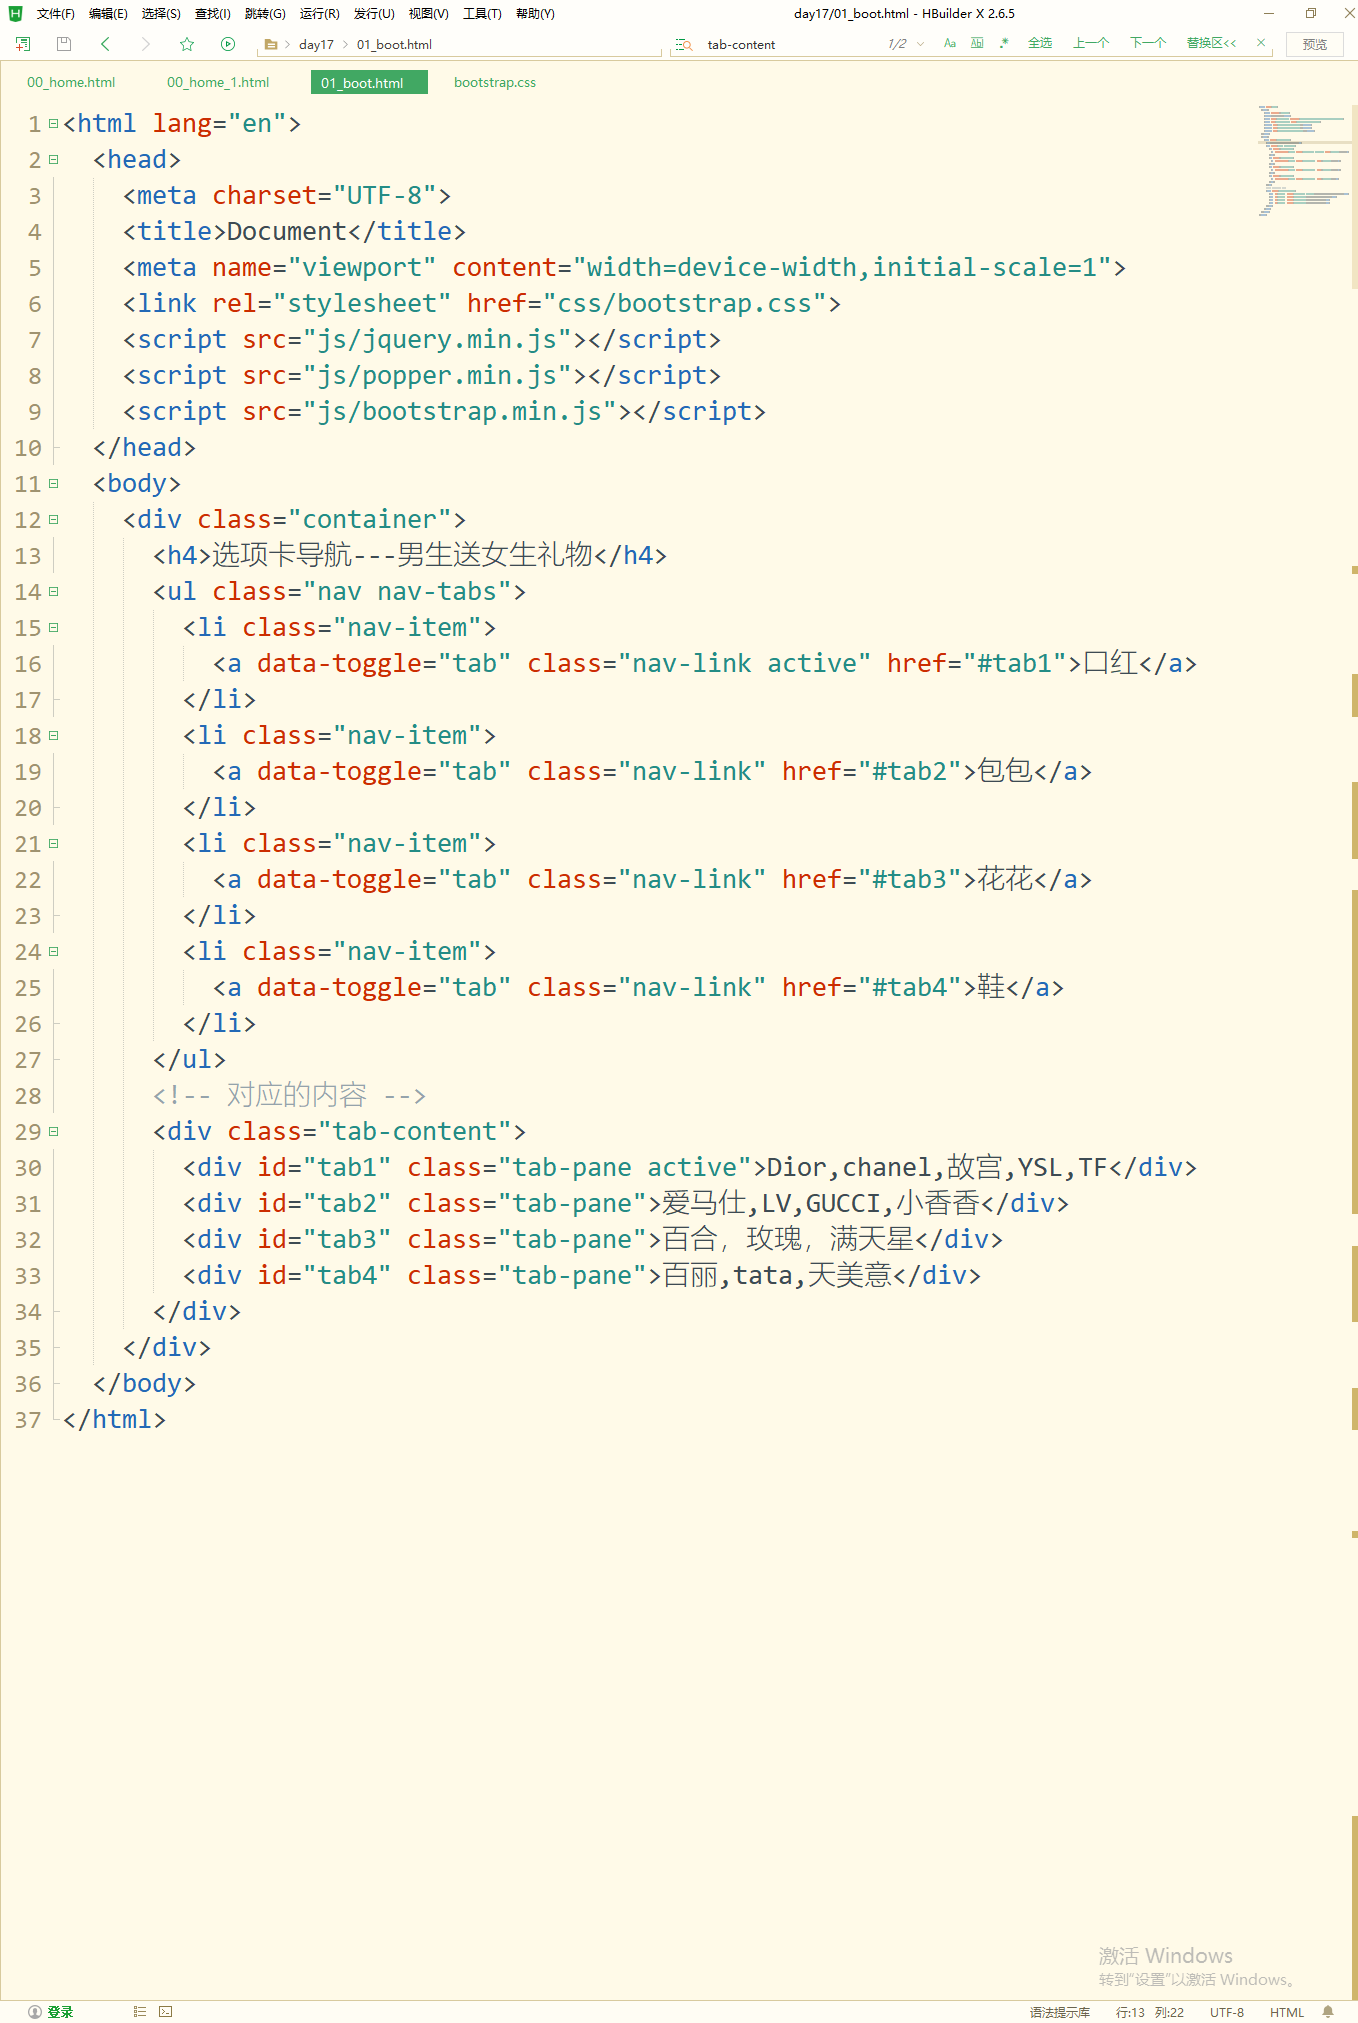 文件(F) 编辑(E) 选择(S) 查找(I) 跳转(G) 运行(R) 发行(U) 视图(V) 工具(T) 帮助(Y) day17/01_boot.html - HBuilder X 2.6.5
day17 01_boot.html tab-content 1/2 Aa 全选 上一个 下一个 替换区<< 预览
00_home.html 00_home_1.html 01_boot.html bootstrap.css
1 <html lang="en">
2 <head>
3 <meta charset="UTF-8">
4 <title>Document</title>
5 <meta name="viewport" content="width=device-width,initial-scale=1">
6 <link rel="stylesheet" href="css/bootstrap.css">
7 <script src="js/jquery.min.js"></script>
8 <script src="js/popper.min.js"></script>
9 <script src="js/bootstrap.min.js"></script>
10 </head>
11 <body>
12 <div class="container">
13 <h4>选项卡导航---男生送女生礼物</h4>
14 <ul class="nav nav-tabs">
15 <li class="nav-item">
16 <a data-toggle="tab" class="nav-link active" href="#tab1">口红</a>
17 </li>
18 <li class="nav-item">
19 <a data-toggle="tab" class="nav-link" href="#tab2">包包</a>
20 </li>
21 <li class="nav-item">
22 <a data-toggle="tab" class="nav-link" href="#tab3">花花</a>
23 </li>
24 <li class="nav-item">
25 <a data-toggle="tab" class="nav-link" href="#tab4">鞋</a>
26 </li>
27 </ul>
28 <!-- 对应的内容 -->
29 <div class="tab-content">
30 <div id="tab1" class="tab-pane active">Dior,chanel,故宫,YSL,TF</div>
31 <div id="tab2" class="tab-pane">爱马仕,LV,GUCCI,小香香</div>
32 <div id="tab3" class="tab-pane">百合，玫瑰，满天星</div>
33 <div id="tab4" class="tab-pane">百丽,tata,天美意</div>
34 </div>
35 </div>
36 </body>
37 </html>
激活 Windows
转到“设置”以激活 Windows。
登录 语法提示库 行:13 列:22 UTF-8 HTML